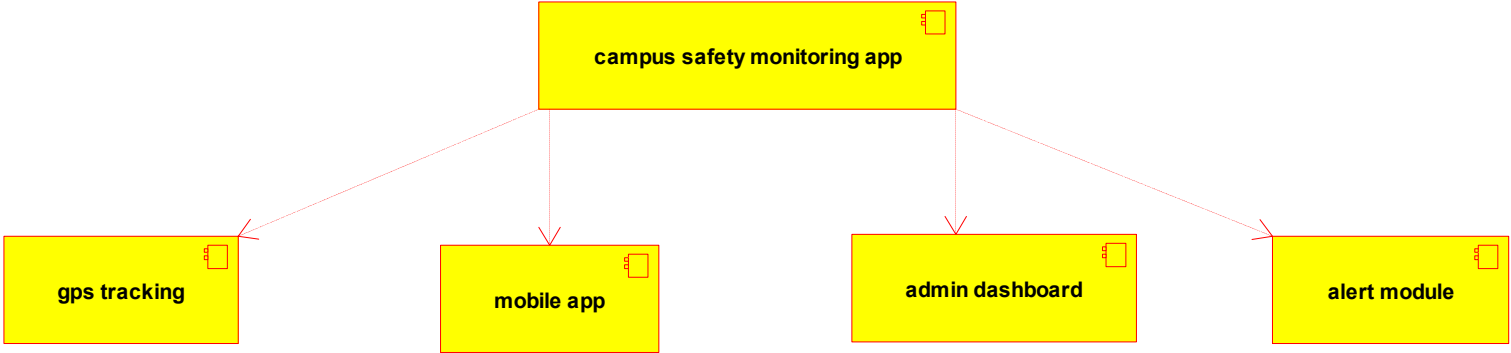 campus safety monitoring app
gps tracking
mobile app
admin dashboard
alert module